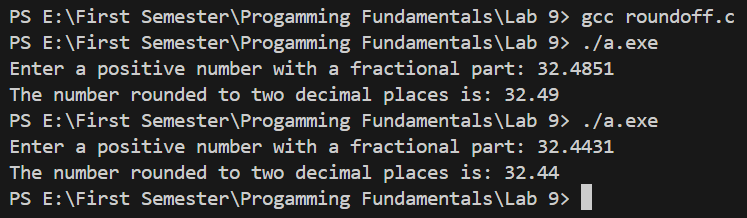 PS E:\First Semester\Progamming Fundamentals\Lab 9> gcc roundoff.c
PS E:\First Semester\Progamming Fundamentals\Lab 9> ./a.exe
Enter a positive number with a fractional part: 32.4851
The number rounded to two decimal places is: 32.49
PS E:\First Semester\Progamming Fundamentals\Lab 9> ./a.exe
Enter a positive number with a fractional part: 32.4431
The number rounded to two decimal places is: 32.44
PS E:\First Semester\Progamming Fundamentals\Lab 9>